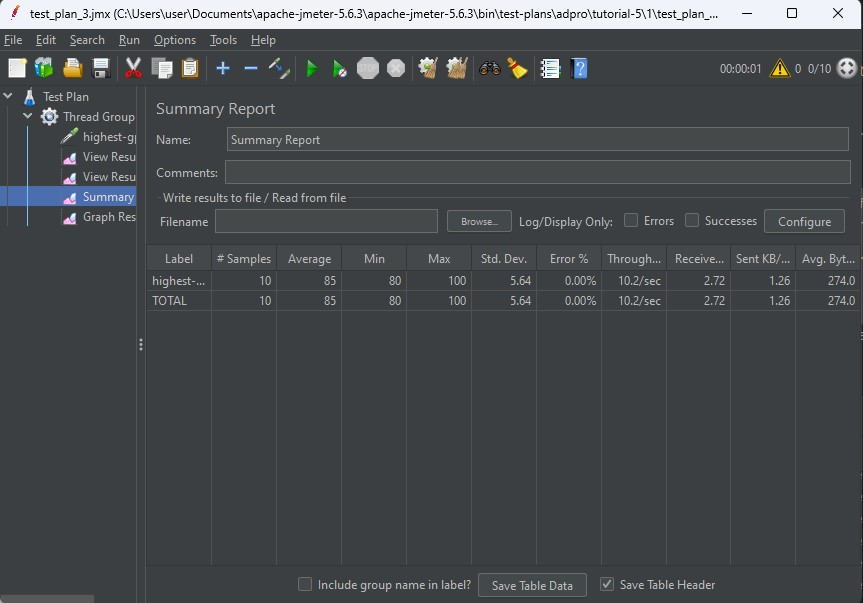 test_plan_3.jmx (C:\Users\user\Documents\apache-jmeter-5.6.3\apache-jmeter-5.6.3\bin\test-plans\adpro\tutorial-5\1\test_plan_...
File Edit Search Run Options Tools Help
STOP 00:00:01 0 0/10
Test Plan
Thread Group
highest-gp
View Resu
View Resu
Summary
Graph Res
Summary Report
Name: Summary Report
Comments:
Write results to file / Read from file
Filename Browse... Log/Display Only: Errors Successes Configure
Label # Samples Average Min Max Std. Dev. Error % Through... Receive... Sent KB/... Avg. Byt...
highest-... 10 85 80 100 5.64 0.00% 10.2/sec 2.72 1.26 274.0
TOTAL 10 85 80 100 5.64 0.00% 10.2/sec 2.72 1.26 274.0
Include group name in label? Save Table Data Save Table Header